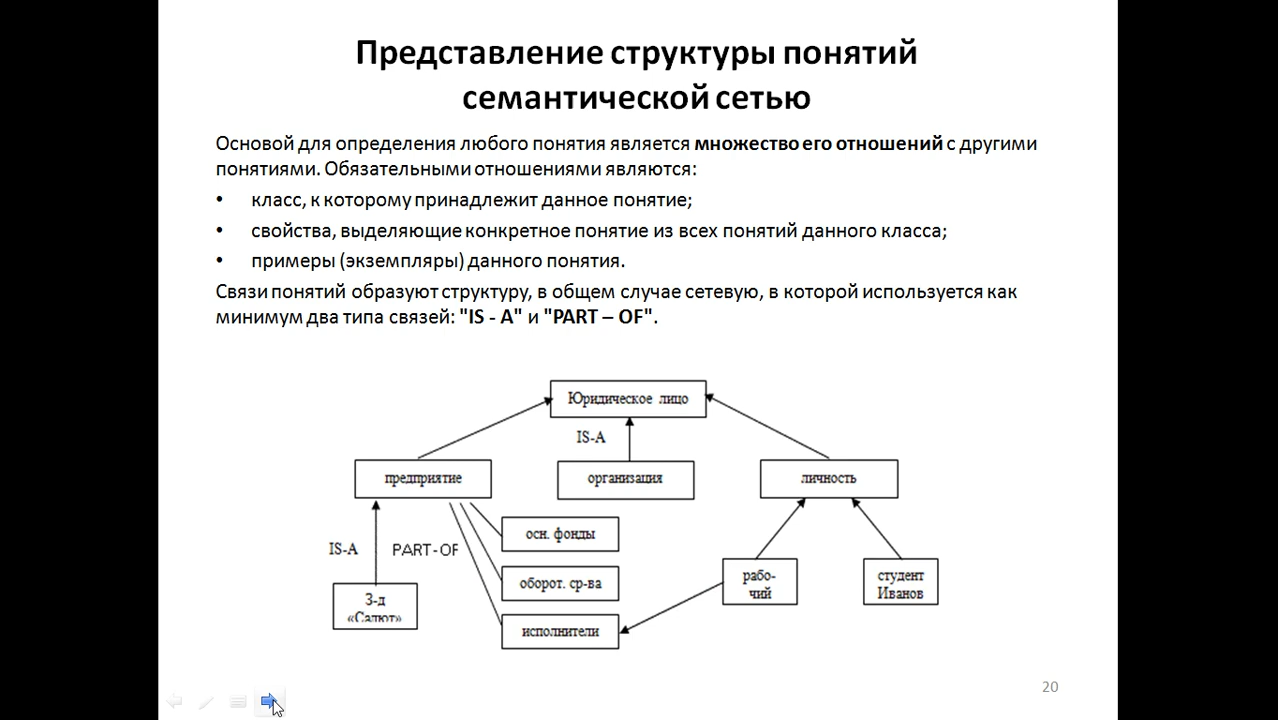 Представление структуры понятий
семантической сетью
Основой для определения любого понятия является множество его отношений с другими
понятиями. Обязательными отношениями являются:
• класс, к которому принадлежит данное понятие;
• свойства, выделяющие конкретное понятие из всех понятий данного класса;
• примеры (экземпляры) данного понятия.
Связи понятий образуют структуру, в общем случае сетевую, в которой используется как
минимум два типа связей: "IS - A" и "PART – OF".
Юридическое лицо
IS-A
предприятие
организация
личность
осн. фонды
IS-A
PART-OF
оборот. ср-ва
рабо-
чий
студент
Иванов
З-д
«Салют»
исполнители
20